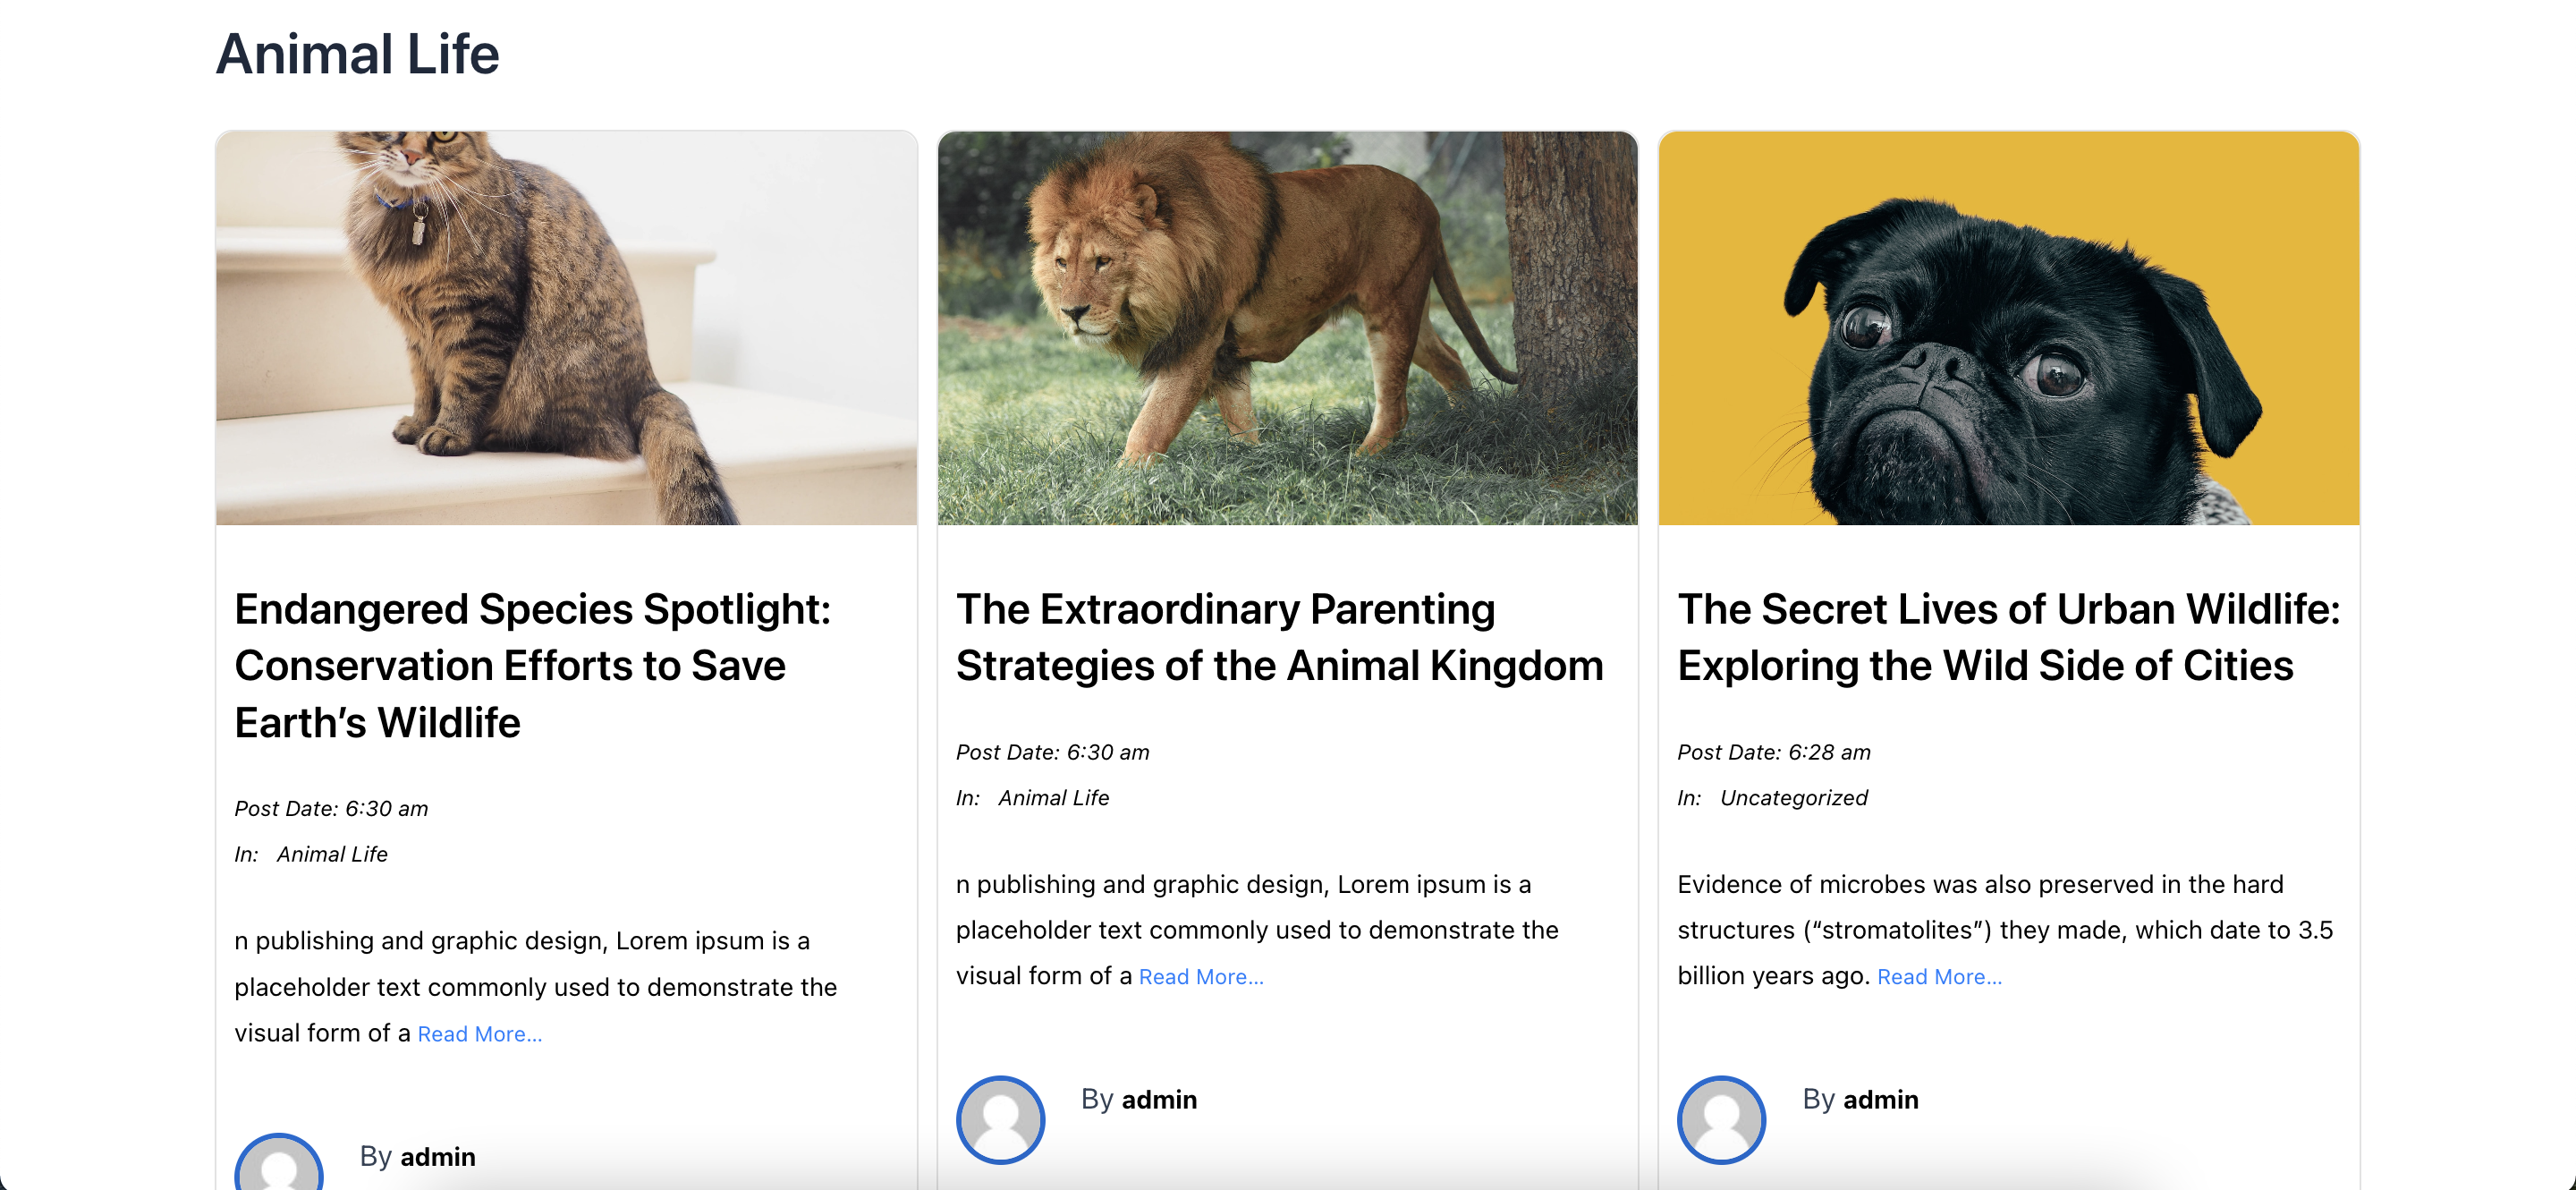 Animal Life
Endangered Species Spotlight:
Conservation Efforts to Save
Earth’s Wildlife
Post Date: 6:30 am
In: Animal Life
n publishing and graphic design, Lorem ipsum is a
placeholder text commonly used to demonstrate the
visual form of a Read More...
By admin
The Extraordinary Parenting
Strategies of the Animal Kingdom
Post Date: 6:30 am
In: Animal Life
n publishing and graphic design, Lorem ipsum is a
placeholder text commonly used to demonstrate the
visual form of a Read More...
By admin
The Secret Lives of Urban Wildlife:
Exploring the Wild Side of Cities
Post Date: 6:28 am
In: Uncategorized
Evidence of microbes was also preserved in the hard
structures (“stromatolites”) they made, which date to 3.5
billion years ago. Read More...
By admin